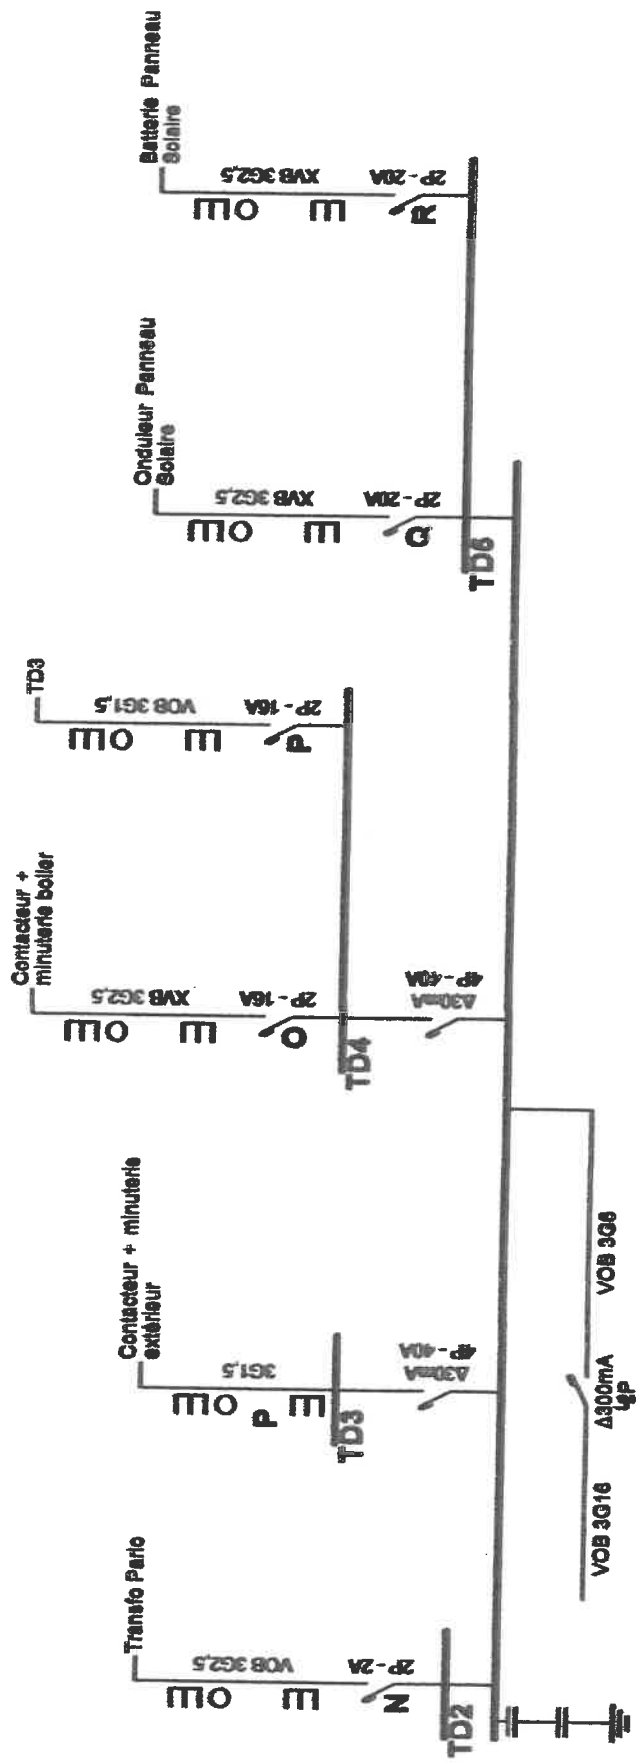 Transfo Parlo
VOB 3G2,5
2P - 2A
N
TD2
Contacteur + minuterie
extérieur
3G1,5
P
TD3
Δ30mA
4P - 40A
Contacteur +
minuterie boiler
XVB 3G2,5
2P - 16A
O
TD4
Δ30mA
4P - 40A
TD3
VOB 3G1,5
2P - 16A
P
Onduleur Panneau
Solaire
XVB 3G2,5
2P - 20A
Q
TD5
Batterie Panneau
Solaire
XVB 3G2,5
2P - 20A
R
VOB 3G16
Δ300mA
VOB 3G6